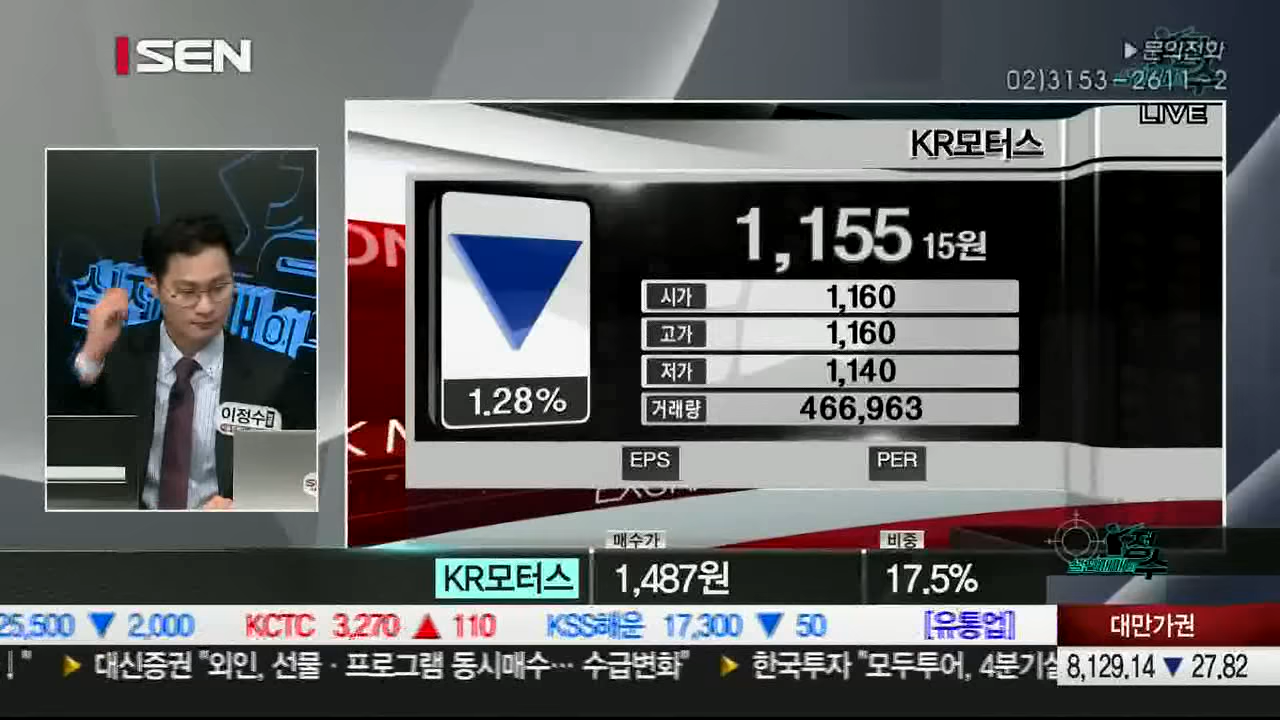 SEN
▶문의전화
02)3153-2611~2
LIVE
KR모터스
1,155 15원
시가 1,160
고가 1,160
저가 1,140
거래량 466,963
1.28%
EPS PER
이정수
매수가 비중
KR모터스 1,487원 17.5%
25,500 ▼ 2,000 KCTC 3,270 ▲ 110 KSS해운 17,300 ▼ 50 [유통업] 대만가권
!" ▶ 대신증권 "외인, 선물·프로그램 동시매수… 수급변화" ▶ 한국투자 "모두투어, 4분기실 8,129.14 ▼ 27.82